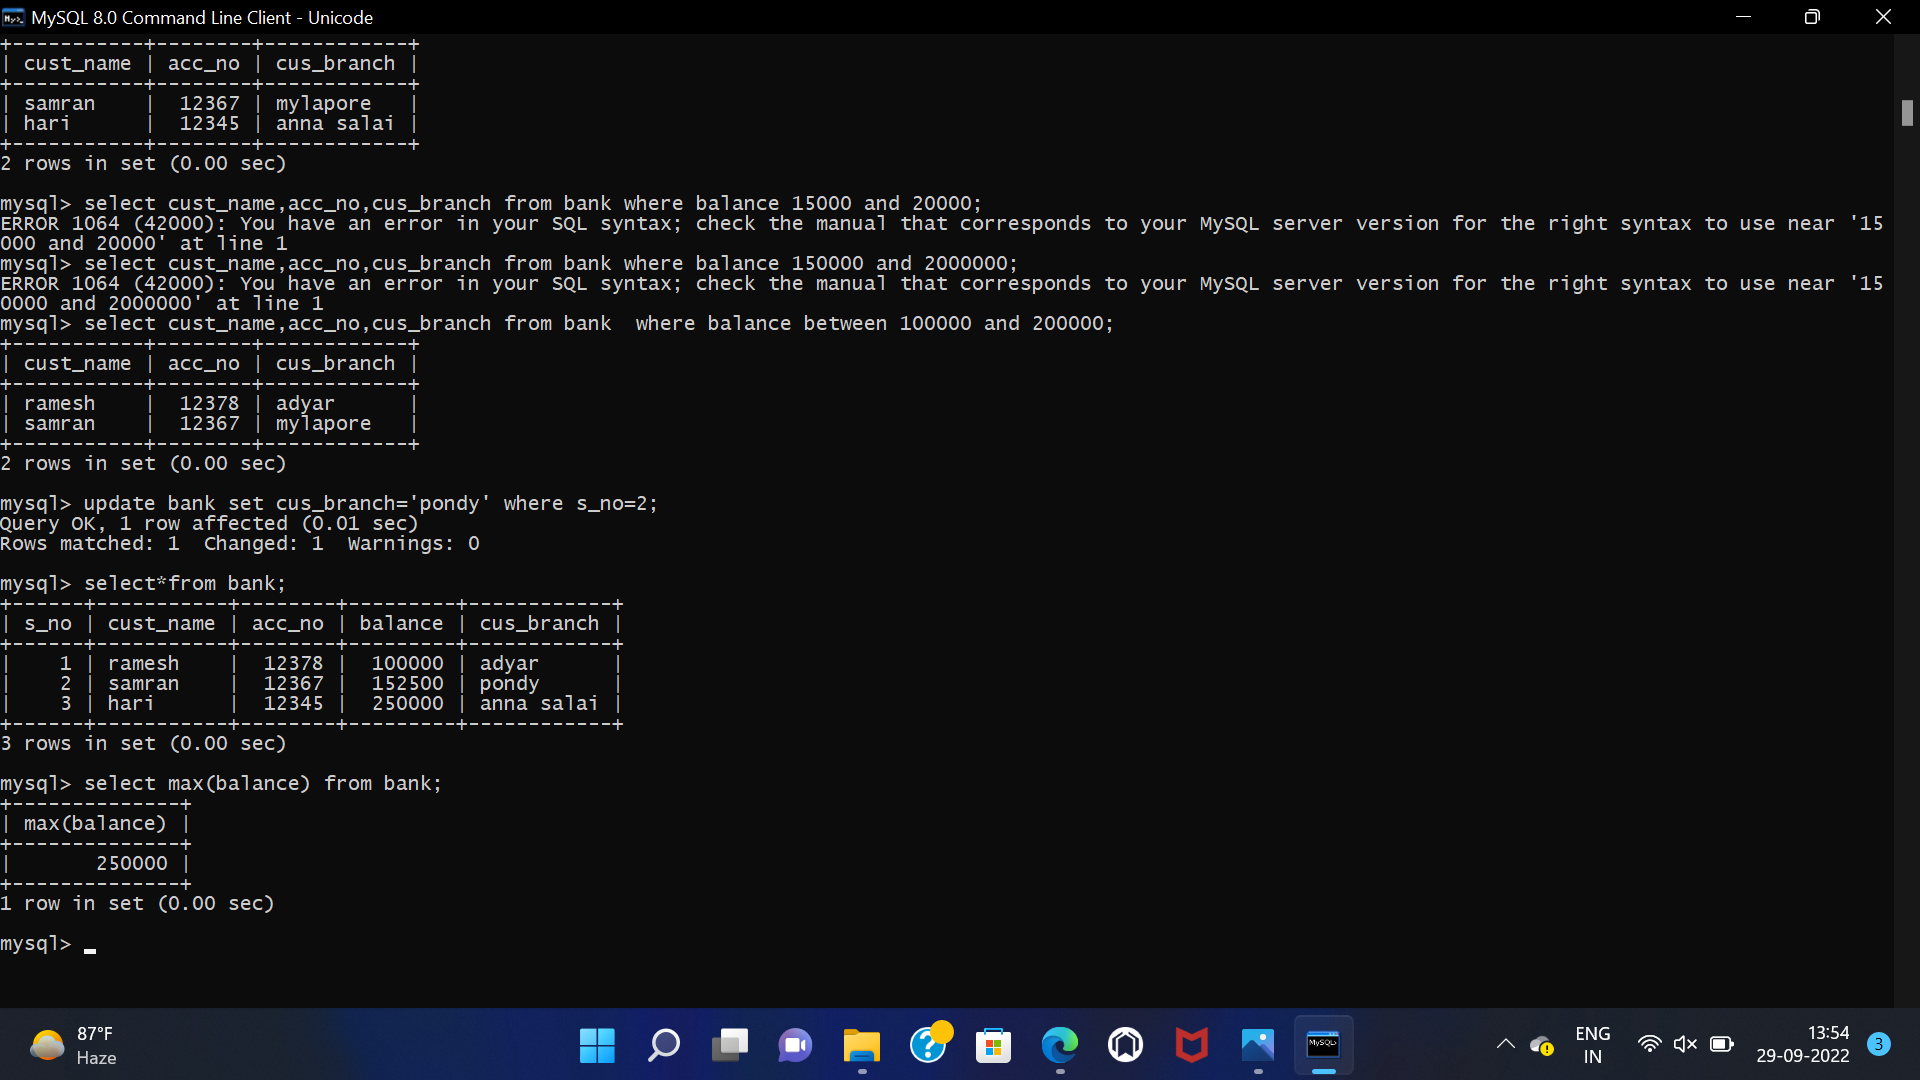 MySQL 8.0 Command Line Client - Unicode
+-----------+--------+------------+
| cust_name | acc_no | cus_branch |
+-----------+--------+------------+
| samran    |  12367 | mylapore   |
| hari      |  12345 | anna salai |
+-----------+--------+------------+
2 rows in set (0.00 sec)
mysql> select cust_name,acc_no,cus_branch from bank where balance 15000 and 20000;
ERROR 1064 (42000): You have an error in your SQL syntax; check the manual that corresponds to your MySQL server version for the right syntax to use near '15
000 and 20000' at line 1
mysql> select cust_name,acc_no,cus_branch from bank where balance 150000 and 2000000;
ERROR 1064 (42000): You have an error in your SQL syntax; check the manual that corresponds to your MySQL server version for the right syntax to use near '15
0000 and 2000000' at line 1
mysql> select cust_name,acc_no,cus_branch from bank  where balance between 100000 and 200000;
+-----------+--------+------------+
| cust_name | acc_no | cus_branch |
+-----------+--------+------------+
| ramesh    |  12378 | adyar      |
| samran    |  12367 | mylapore   |
+-----------+--------+------------+
2 rows in set (0.00 sec)
mysql> update bank set cus_branch='pondy' where s_no=2;
Query OK, 1 row affected (0.01 sec)
Rows matched: 1  Changed: 1  Warnings: 0
mysql> select*from bank;
+------+-----------+--------+---------+------------+
| s_no | cust_name | acc_no | balance | cus_branch |
+------+-----------+--------+---------+------------+
|    1 | ramesh    |  12378 |  100000 | adyar      |
|    2 | samran    |  12367 |  152500 | pondy      |
|    3 | hari      |  12345 |  250000 | anna salai |
+------+-----------+--------+---------+------------+
3 rows in set (0.00 sec)
mysql> select max(balance) from bank;
+--------------+
| max(balance) |
+--------------+
|       250000 |
+--------------+
1 row in set (0.00 sec)
mysql> _
87°F
Haze
MySQL>
ENG
IN
13:54
29-09-2022
3